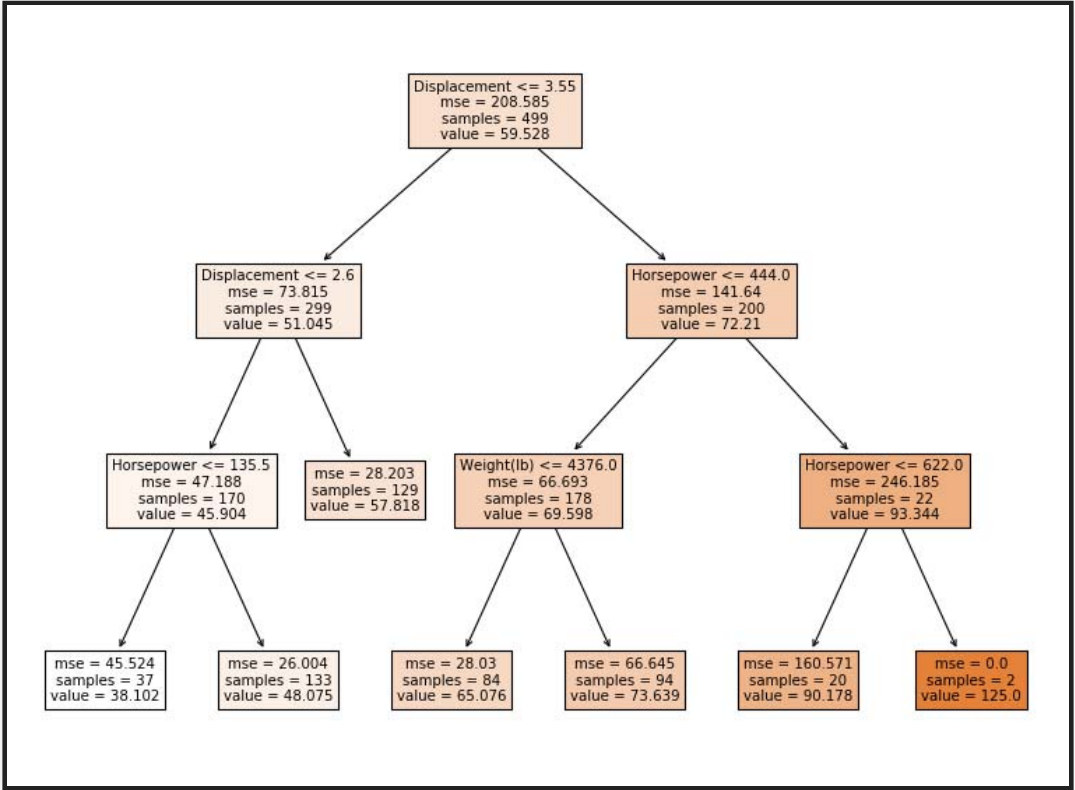 Displacement <= 3.55
mse = 208.585
samples = 499
value = 59.528
Displacement <= 2.6
mse = 73.815
samples = 299
value = 51.045
Horsepower <= 444.0
mse = 141.64
samples = 200
value = 72.21
Horsepower <= 135.5
mse = 47.188
samples = 170
value = 45.904
mse = 28.203
samples = 129
value = 57.818
Weight(lb) <= 4376.0
mse = 66.693
samples = 178
value = 69.598
Horsepower <= 622.0
mse = 246.185
samples = 22
value = 93.344
mse = 45.524
samples = 37
value = 38.102
mse = 26.004
samples = 133
value = 48.075
mse = 28.03
samples = 84
value = 65.076
mse = 66.645
samples = 94
value = 73.639
mse = 160.571
samples = 20
value = 90.178
mse = 0.0
samples = 2
value = 125.0